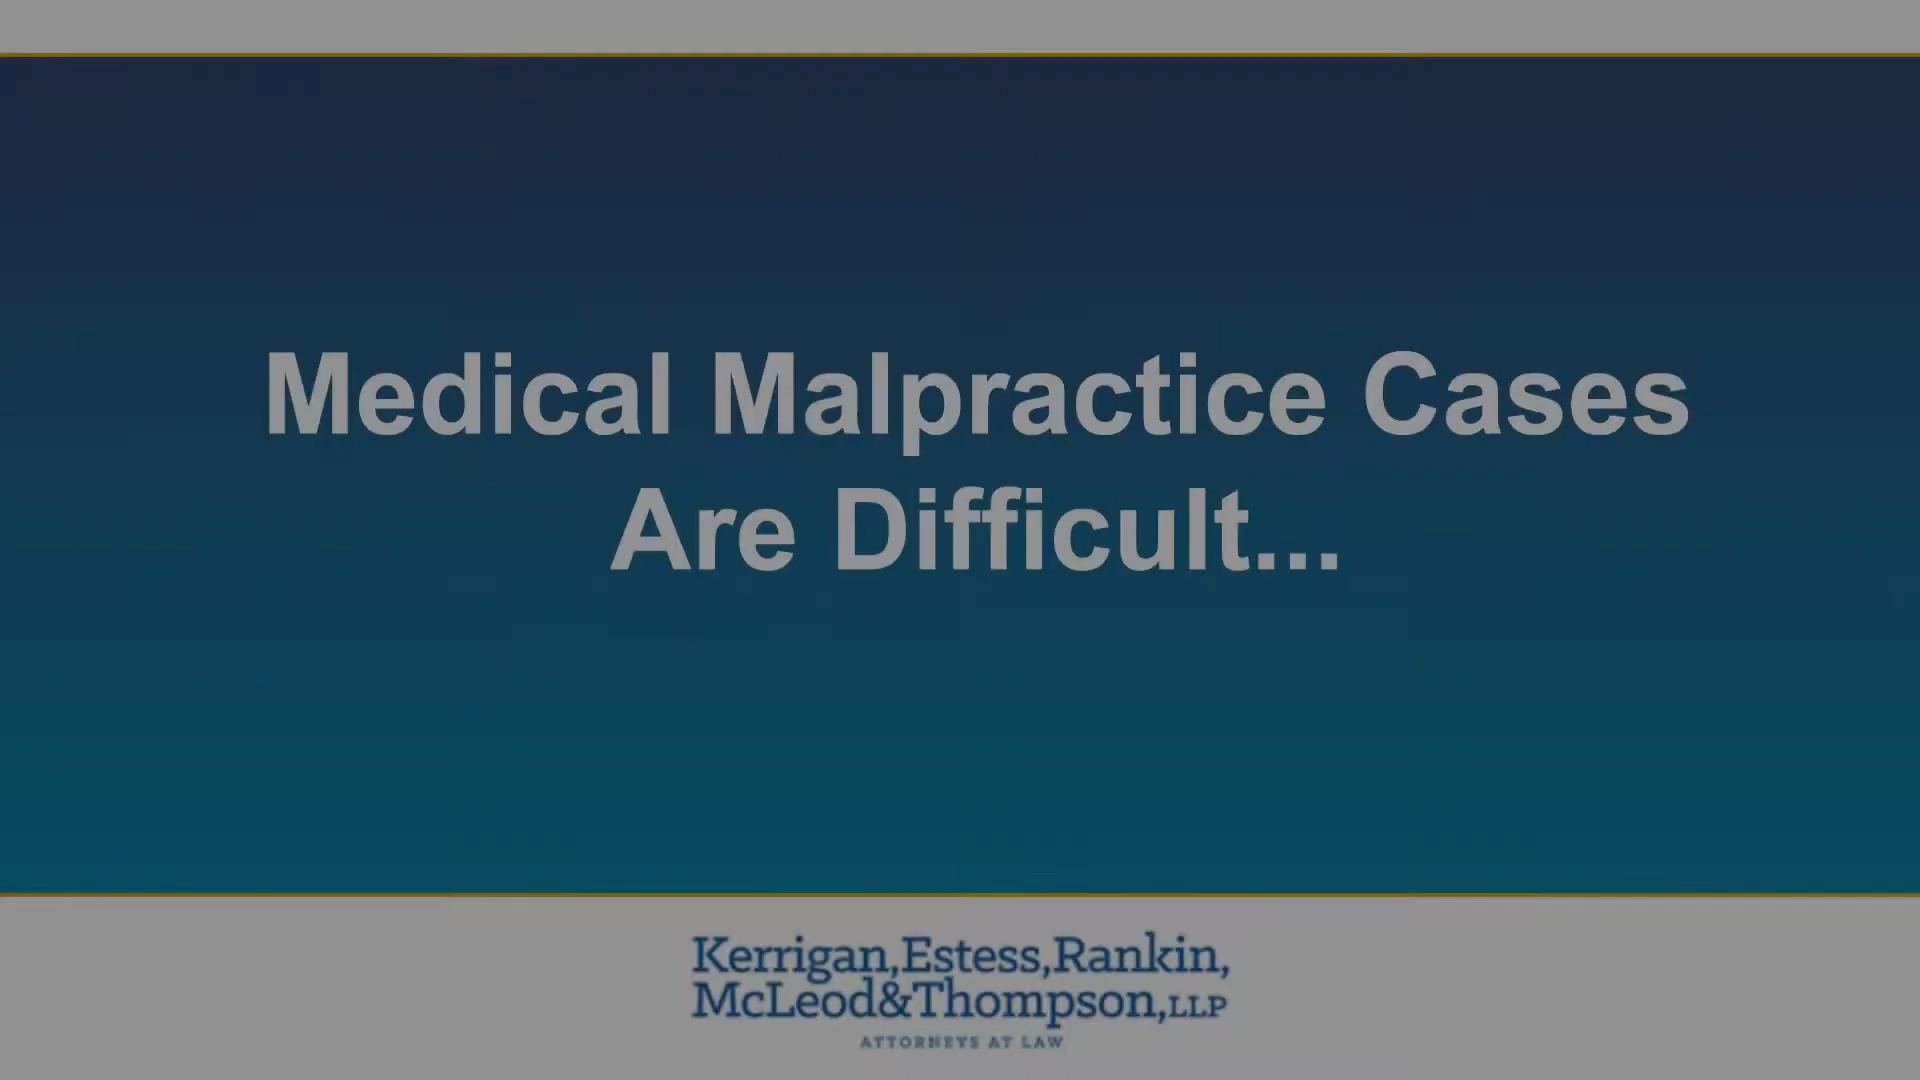 Medical Malpractice Cases
Are Difficult...
Kerrigan,Estess,Rankin,
McLeod&Thompson,LLP
ATTORNEYS AT LAW